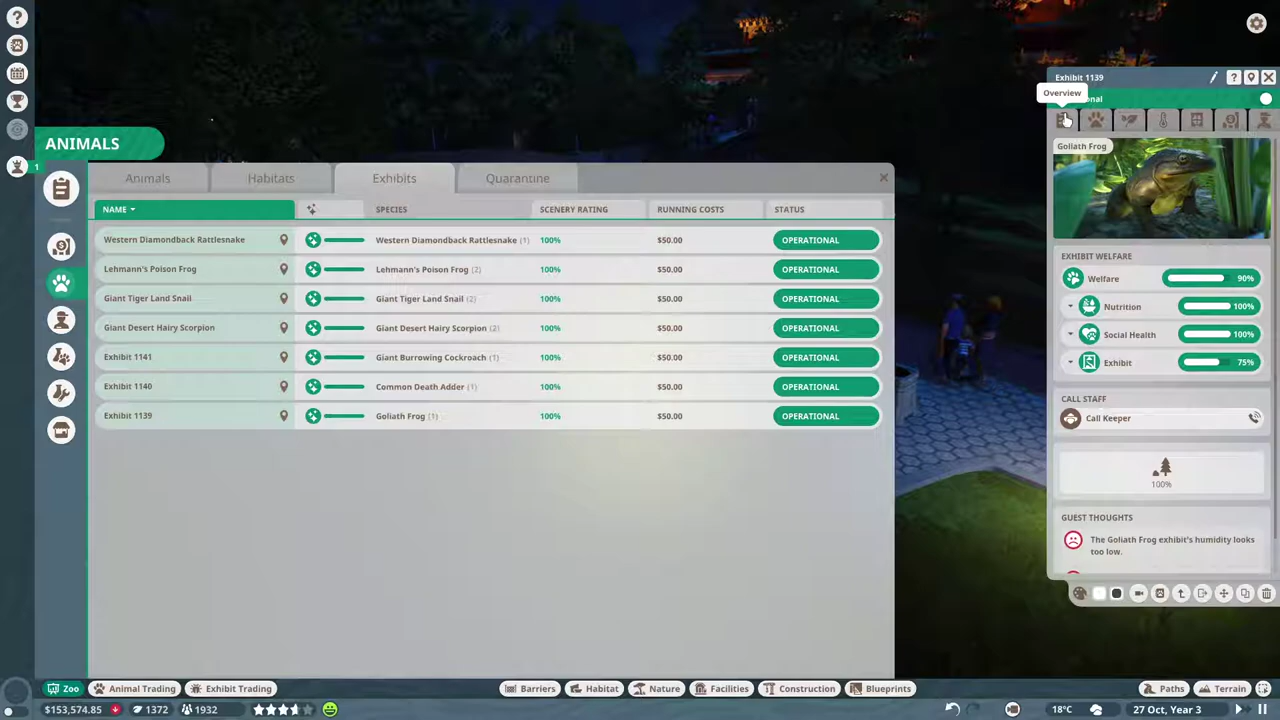 ?
Exhibit 1139
?
Overview
onal
ANIMALS
1
Animals
Habitats
Exhibits
Quarantine
Goliath Frog
NAME
SPECIES
SCENERY RATING
RUNNING COSTS
STATUS
Western Diamondback Rattlesnake
Western Diamondback Rattlesnake (1)
100%
$50.00
OPERATIONAL
Lehmann's Poison Frog
Lehmann's Poison Frog (2)
100%
$50.00
OPERATIONAL
Giant Tiger Land Snail
Giant Tiger Land Snail (2)
100%
$50.00
OPERATIONAL
Giant Desert Hairy Scorpion
Giant Desert Hairy Scorpion (2)
100%
$50.00
OPERATIONAL
Exhibit 1141
Giant Burrowing Cockroach (1)
100%
$50.00
OPERATIONAL
Exhibit 1140
Common Death Adder (1)
100%
$50.00
OPERATIONAL
Exhibit 1139
Goliath Frog (1)
100%
$50.00
OPERATIONAL
EXHIBIT WELFARE
Welfare
90%
Nutrition
100%
Social Health
100%
Exhibit
75%
CALL STAFF
Call Keeper
100%
GUEST THOUGHTS
The Goliath Frog exhibit's humidity looks
too low.
Zoo
Animal Trading
Exhibit Trading
Barriers
Habitat
Nature
Facilities
Construction
Blueprints
Paths
Terrain
$153,574.85
1372
1932
18°C
27 Oct, Year 3